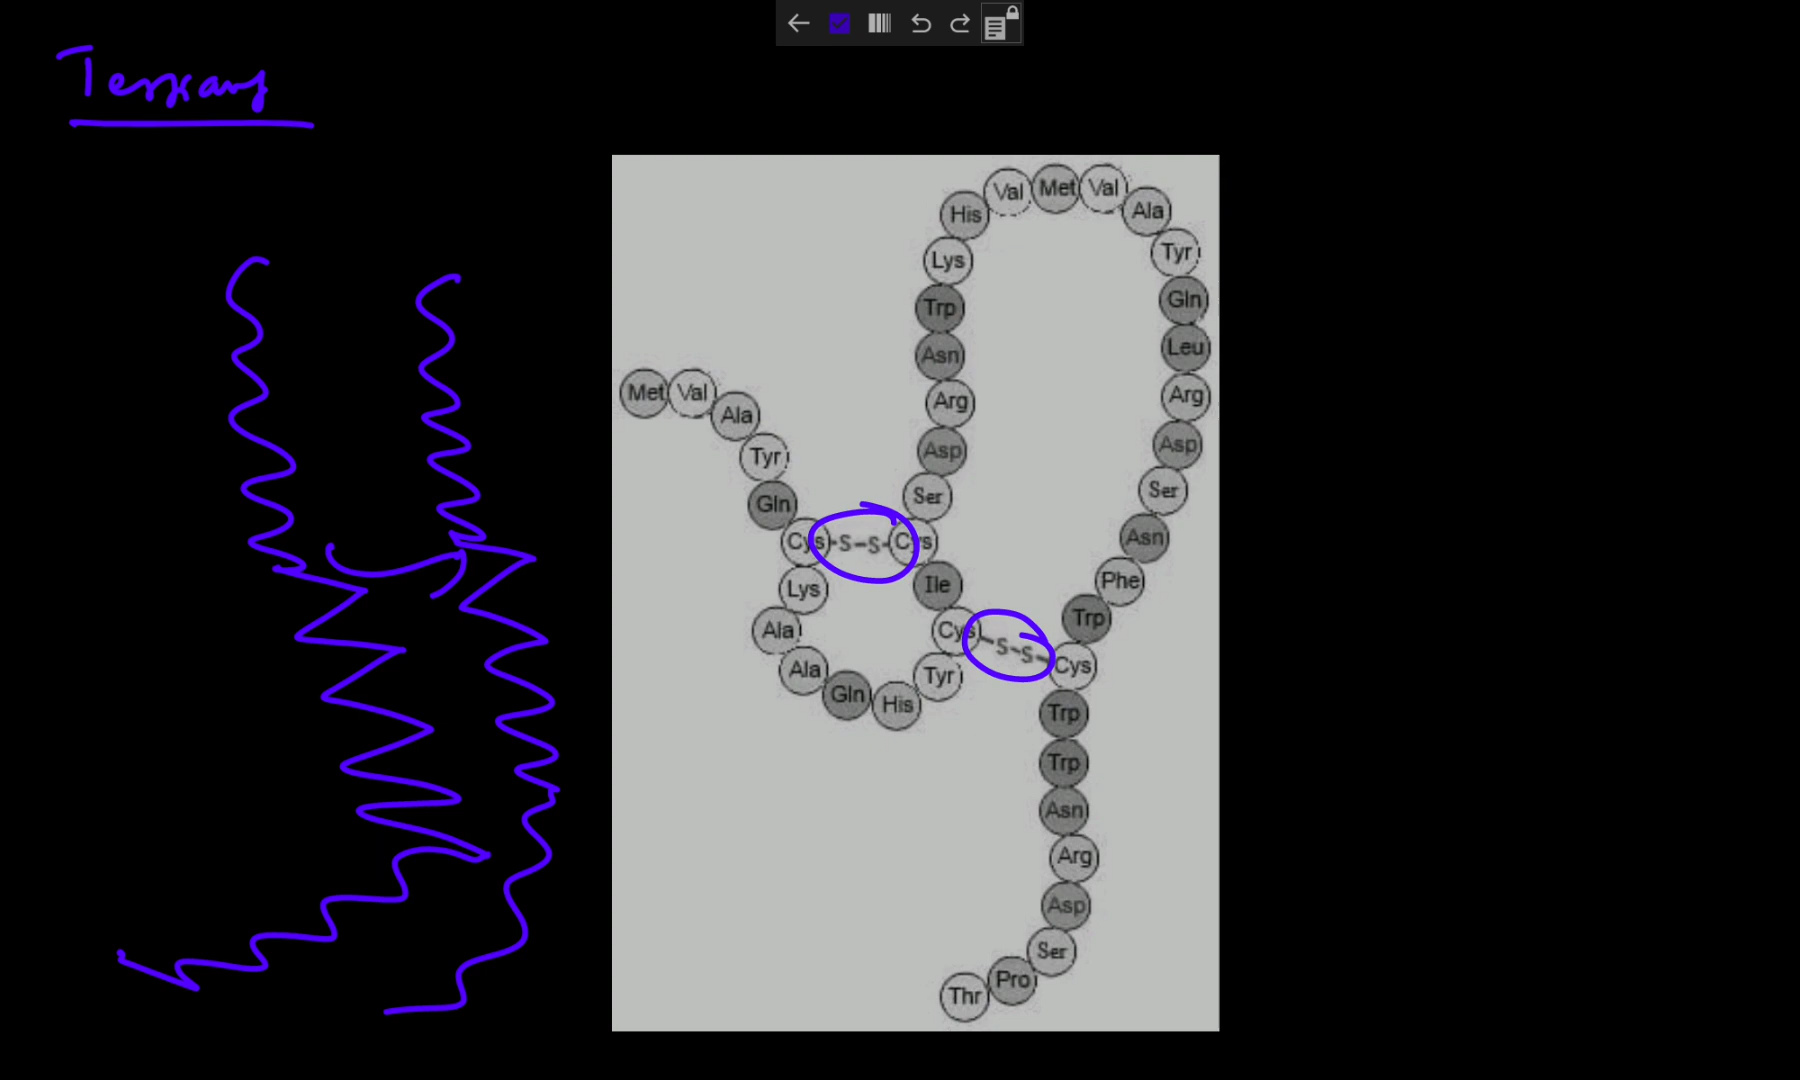 Val Met Val
His Ala
Lys Tyr
Trp Gln
Asn Leu
Met Val Ala Arg Arg
Tyr Asp Asp
Gln Ser Ser
Cys-S-S-Cys Asn
Lys Ile Phe
Ala Cys-S-S-Cys Trp
Ala Gln His Tyr
Trp
Trp
Asn
Arg
Asp
Ser
Thr Pro